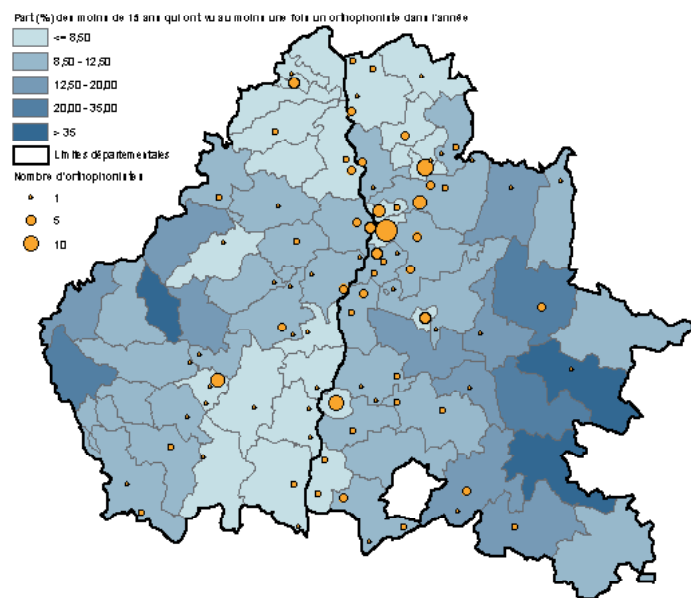 Part (%) des moins de 15 ans qui ont vu au moins une fois un orthophoniste dans l'année
<= 8,50
8,50 - 12,50
12,50 - 20,00
20,00 - 35,00
> 35
Limites départementales
Nombre d'orthophonistes
1
5
10